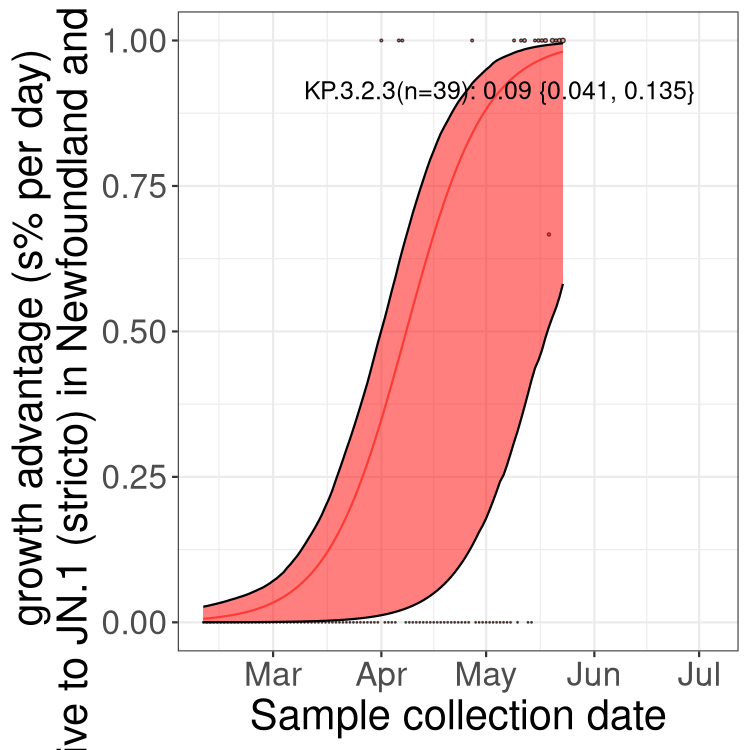 growth advantage (s% per day)
ive to JN.1 (stricto) in Newfoundland and
1.00
0.75
0.50
0.25
0.00
KP.3.2.3(n=39): 0.09 {0.041, 0.135}
Mar Apr May Jun Jul
Sample collection date